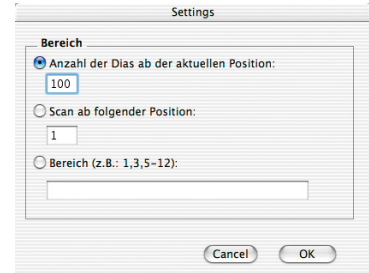 Settings
Bereich
Anzahl der Dias ab der aktuellen Position:
100
Scan ab folgender Position:
1
Bereich (z.B.: 1,3,5-12):
Cancel OK